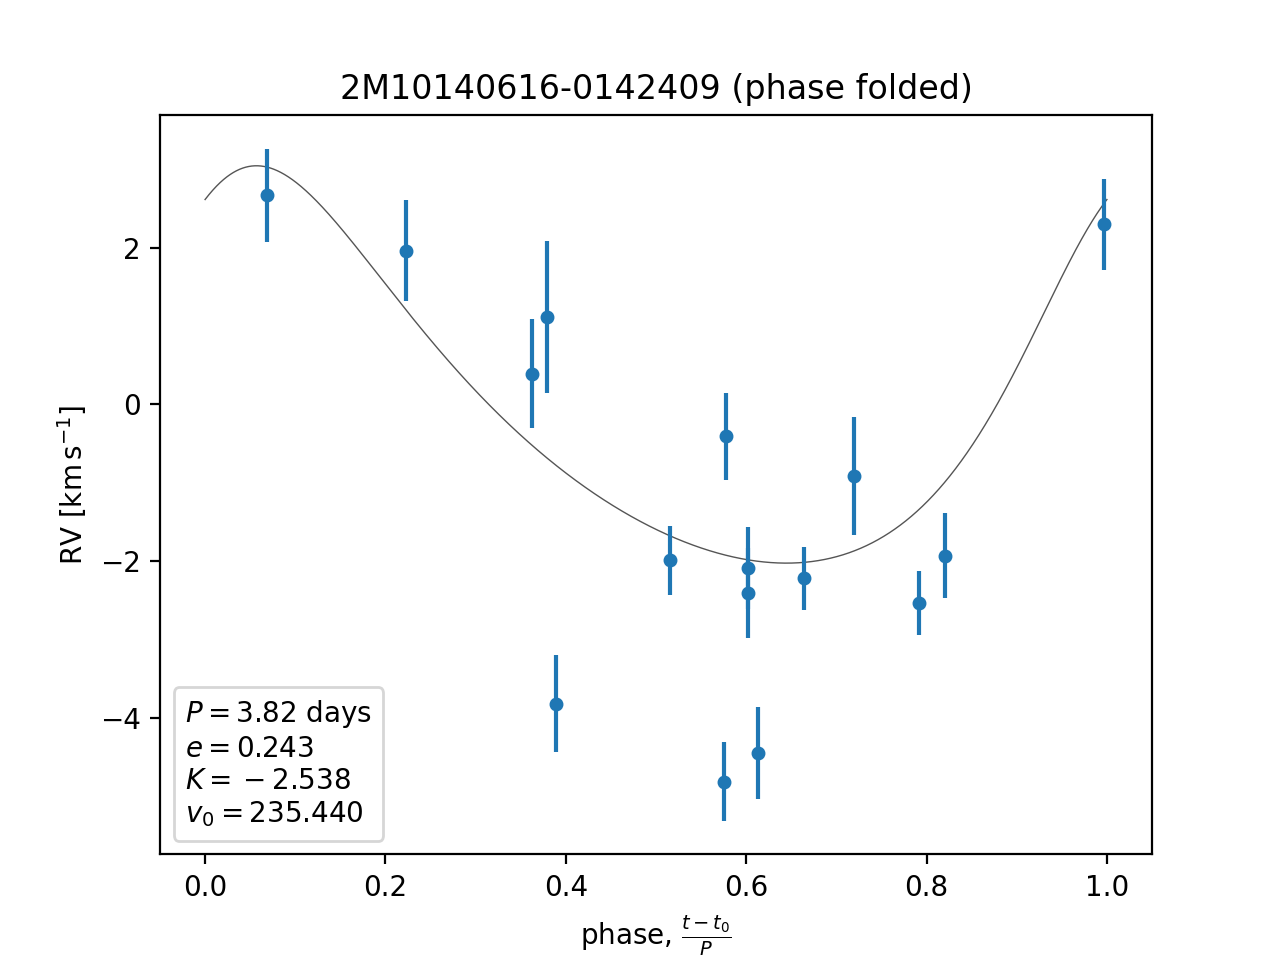 2M10140616-0142409 (phase folded)
RV [km s⁻¹]
2
0
−2
−4
P = 3.82 days
e = 0.243
K = − 2.538
v₀ = 235.440
0.0 0.2 0.4 0.6 0.8 1.0
phase, (t − t₀)/P